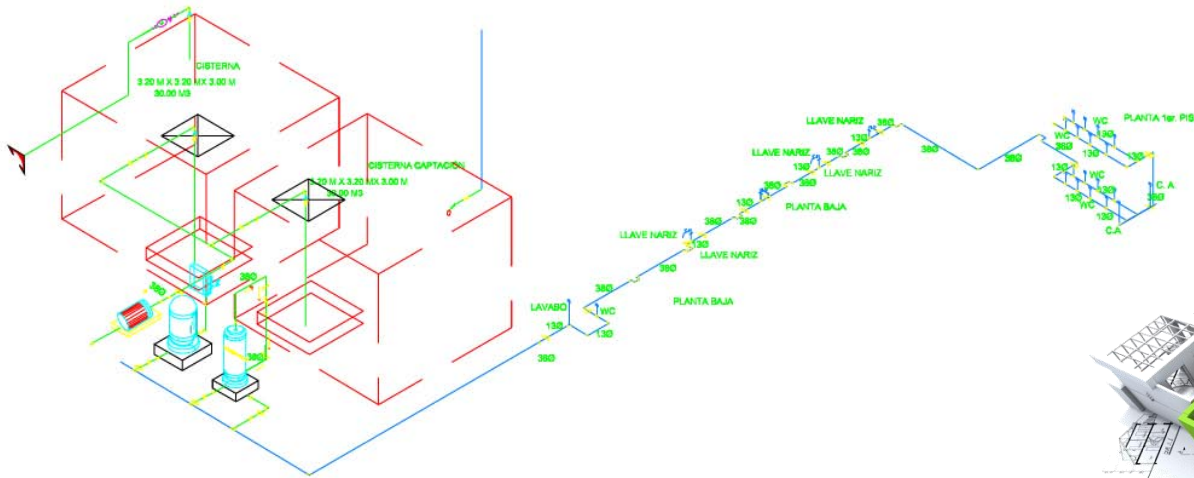 CISTERNA
3.20 M X 3.20 MX 3.00 M
30.00 M3
CISTERNA CAPTACION
3.20 M X 3.20 MX 3.00 M
30.00 M3
38Ø
38Ø
38Ø
LAVABO
13Ø
38Ø
WC
13Ø
38Ø
PLANTA BAJA
38Ø
LLAVE NARIZ
13Ø
LLAVE NARIZ
38Ø
38Ø
13Ø
38Ø
PLANTA BAJA
LLAVE NARIZ
13Ø
38Ø
LLAVE NARIZ
38Ø
38Ø
LLAVE NARIZ
38Ø
13Ø
38Ø
38Ø
WC
WC
13Ø
38Ø
13Ø
13Ø
PLANTA 1er. PIS
13Ø
WC
13Ø
13Ø
WC
13Ø
C. A
38Ø
C.A